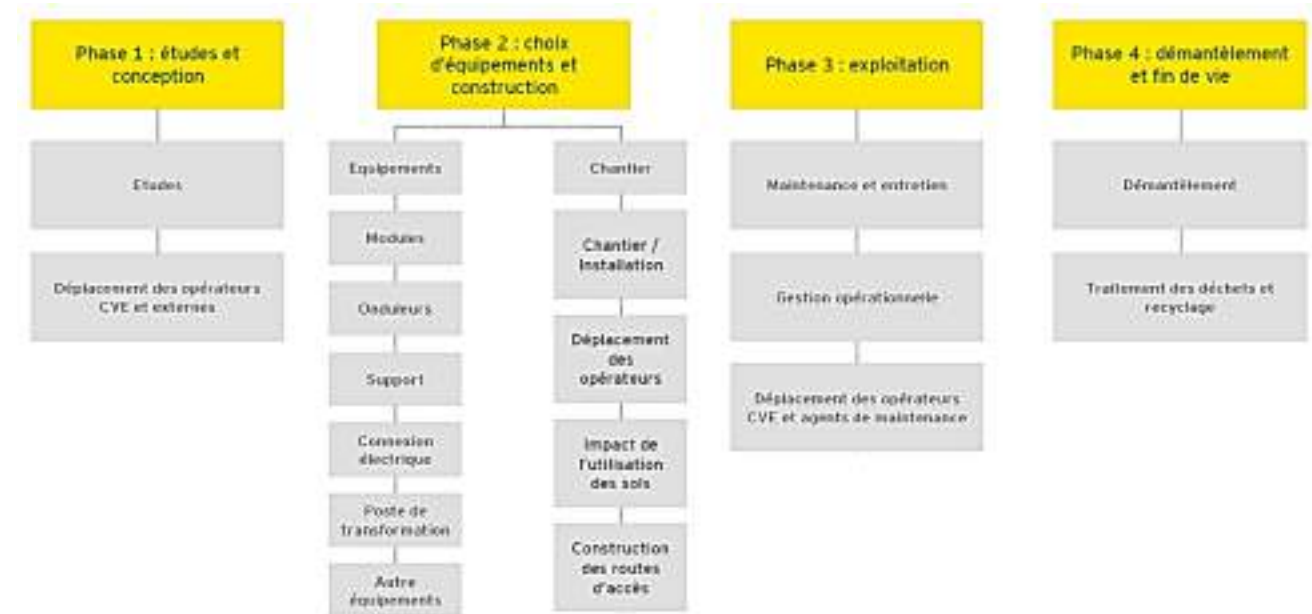 Phase 1 : études et
conception
Etudes
Déplacement des opérateurs
CVE et externes
Phase 2 : choix
d'équipements et
construction
Equipements
Modules
Onduleurs
Support
Connexion
électrique
Poste de
transformation
Autre
équipements
Chantier
Chantier /
Installation
Déplacement
des
opérateurs
Impact de
l'utilisation
des sols
Construction
des routes
d'accès
Phase 3 : exploitation
Maintenance et entretien
Gestion opérationnelle
Déplacement des opérateurs
CVE et agents de maintenance
Phase 4 : démantèlement
et fin de vie
Démantèlement
Traitement des déchets et
recyclage